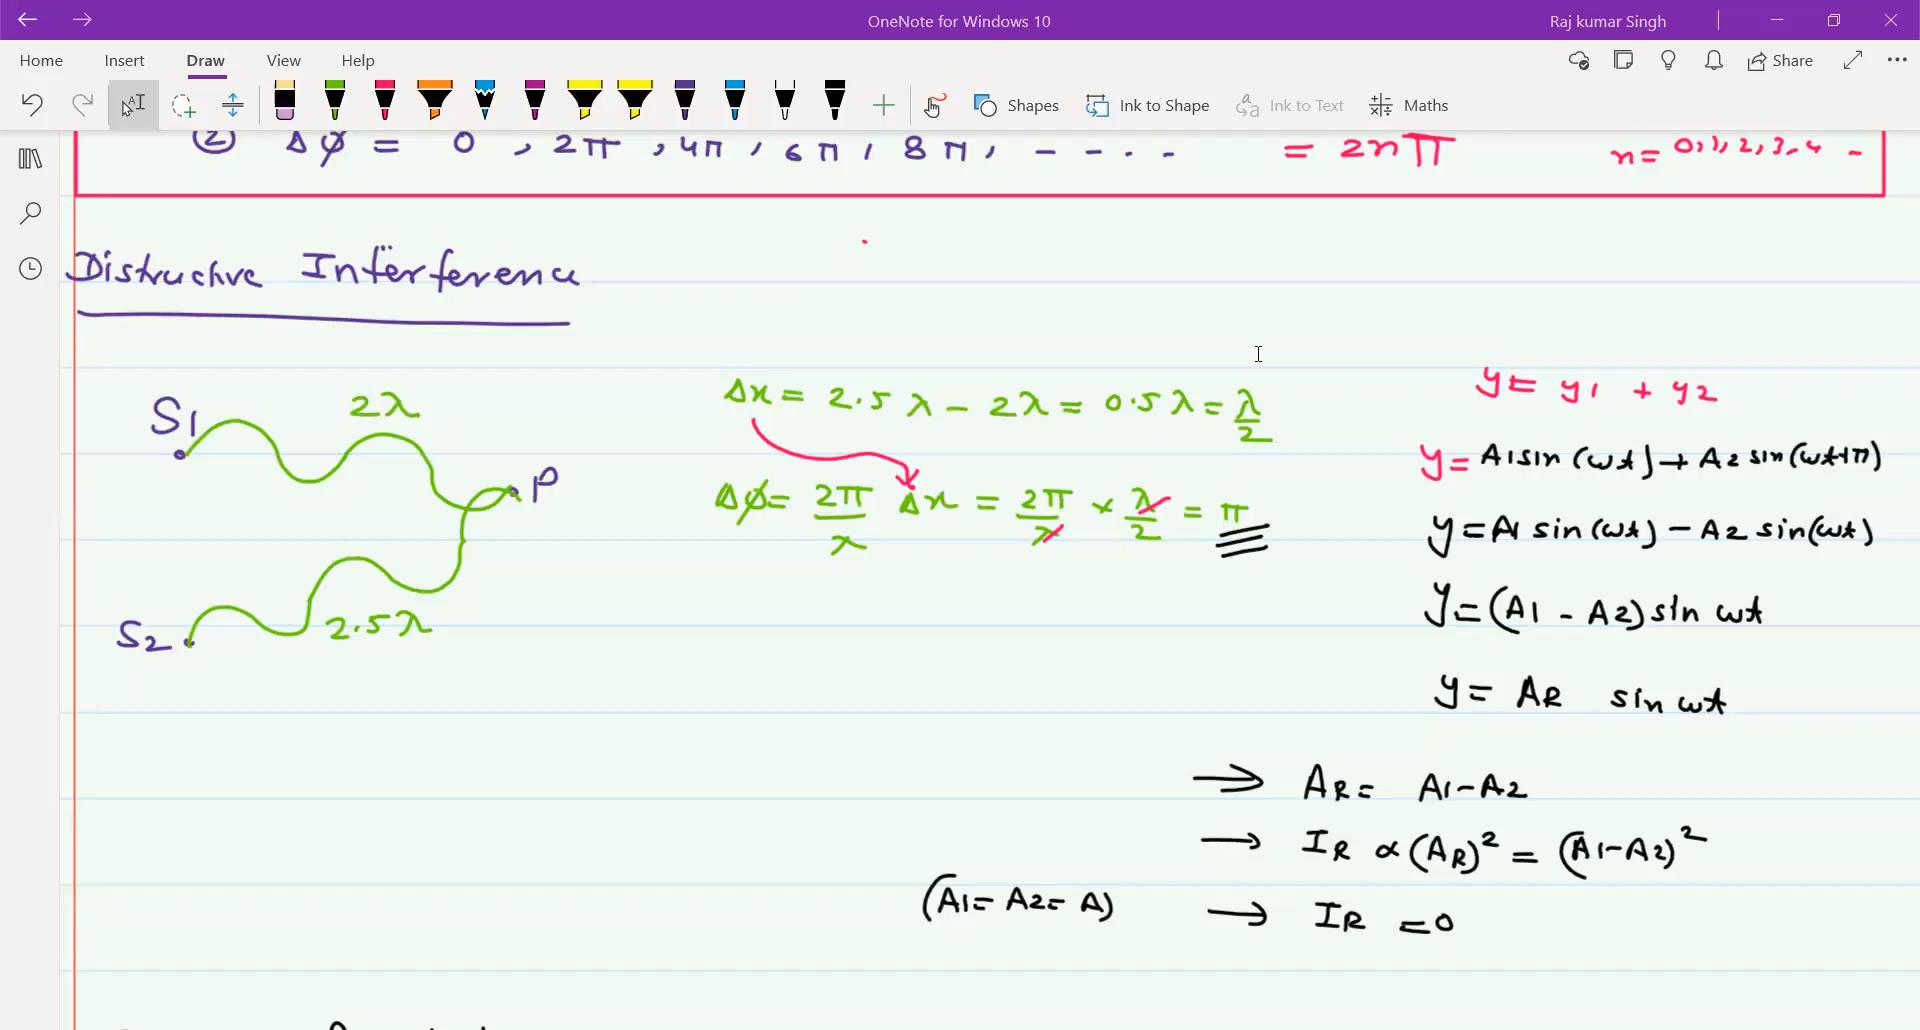 OneNote for Windows 10
Raj kumar Singh
Home Insert Draw View Help
Share
Shapes Ink to Shape Ink to Text Maths
② Δφ = 0 , 2π , 4π , 6π , 8π , - - - - = 2nπ n = 0, 1, 2, 3, 4 -
Distructive Interference
S1 2λ
P
S2 2.5λ
Δx = 2.5λ - 2λ = 0.5λ = λ/2
Δφ = 2π/λ Δx = 2π/λ × λ/2 = π
y = y1 + y2
y = A1 sin (ωt) + A2 sin (ωt+π)
y = A1 sin (ωt) - A2 sin (ωt)
y = (A1 - A2) sin ωt
y = AR sin ωt
→ AR = A1 - A2
→ IR ∝ (AR)² = (A1 - A2)²
(A1 = A2 = A) → IR = 0